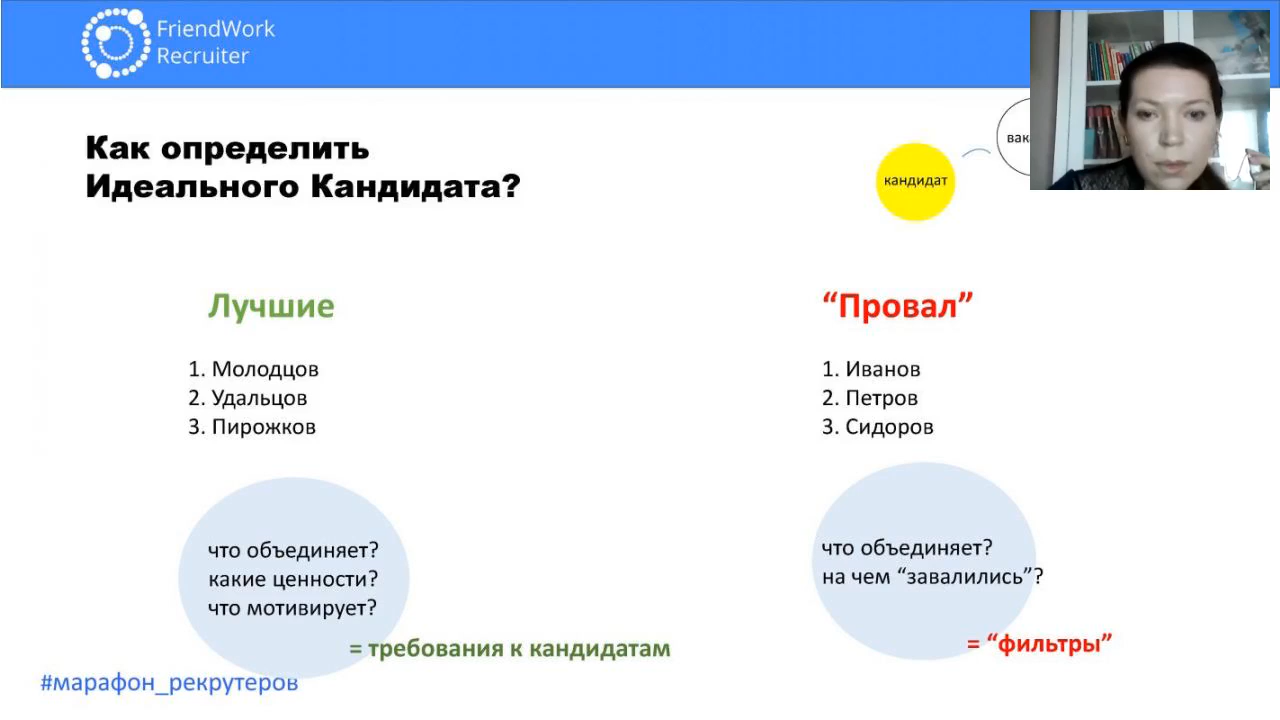 FriendWork
Recruiter
Как определить
Идеального Кандидата?
кандидат
Лучшие
1. Молодцов
2. Удальцов
3. Пирожков
что объединяет?
какие ценности?
что мотивирует?
= требования к кандидатам
“Провал”
1. Иванов
2. Петров
3. Сидоров
что объединяет?
на чем “завалились”?
= “фильтры”
#марафон_рекрутеров